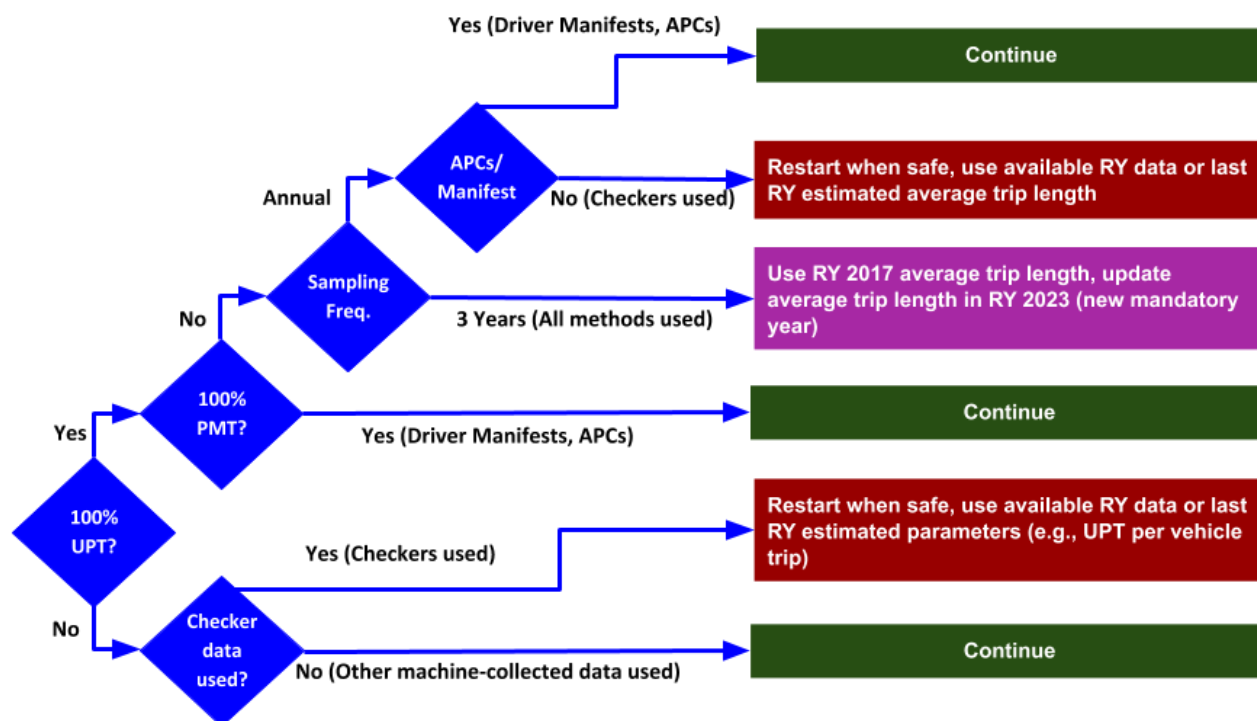 Yes (Driver Manifests, APCs)
Continue
APCs/
Manifest
Annual
No (Checkers used)
Restart when safe, use available RY data or last
RY estimated average trip length
Sampling
Freq.
No
3 Years (All methods used)
Use RY 2017 average trip length, update
average trip length in RY 2023 (new mandatory
year)
100%
PMT?
Yes
Yes (Driver Manifests, APCs)
Continue
100%
UPT?
Yes (Checkers used)
Restart when safe, use available RY data or last
RY estimated parameters (e.g., UPT per vehicle
trip)
No
Checker
data
used?
No (Other machine-collected data used)
Continue